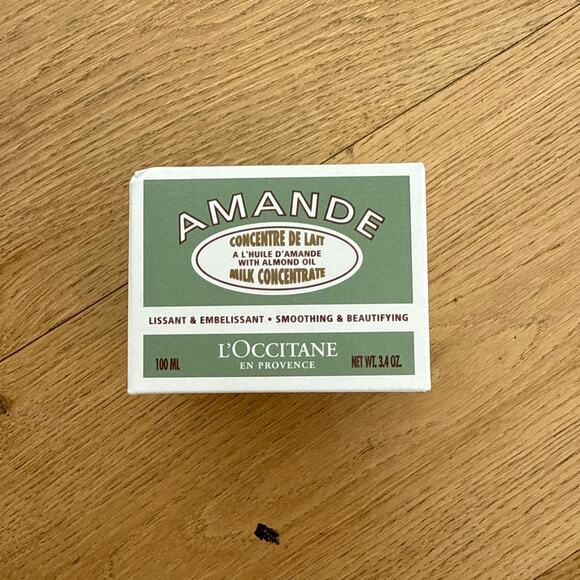 AMANDE
CONCENTRE DE LAIT
A L'HUILE D'AMANDE
WITH ALMOND OIL
MILK CONCENTRATE
LISSANT & EMBELISSANT • SMOOTHING & BEAUTIFYING
100 ML
L'OCCITANE
EN PROVENCE
NET WT. 3.4 OZ.